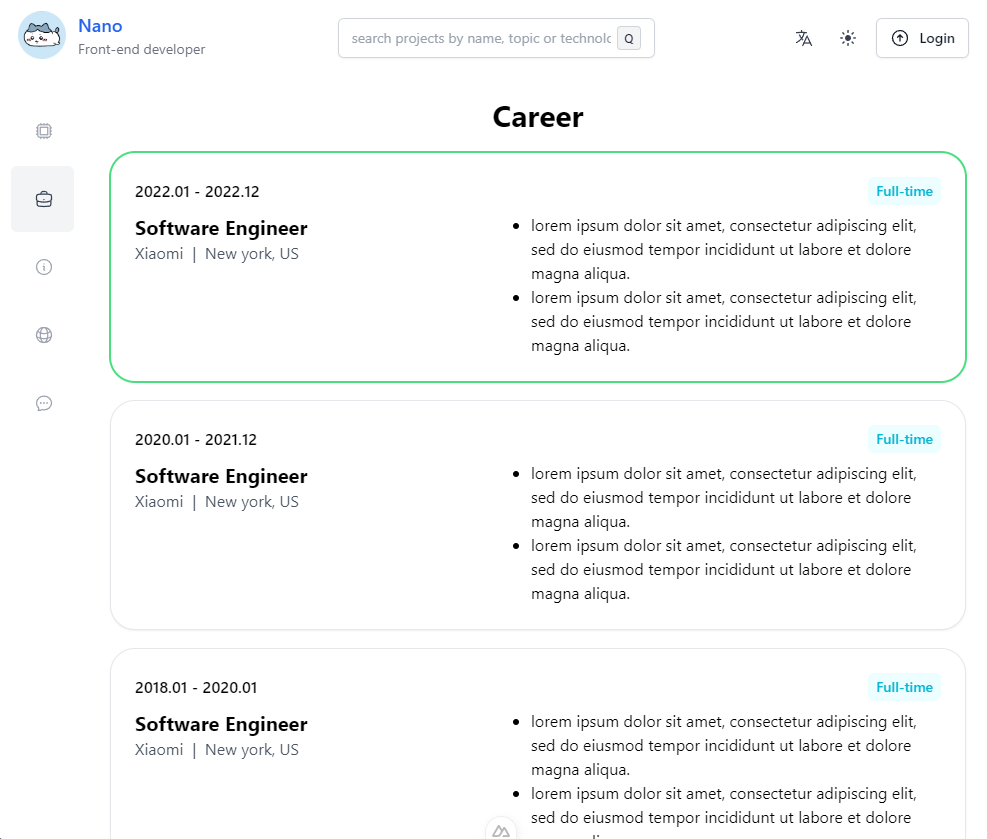 Nano
Front-end developer
search projects by name, topic or technolo
Q
Login
Career
2022.01 - 2022.12
Full-time
Software Engineer
Xiaomi | New york, US
lorem ipsum dolor sit amet, consectetur adipiscing elit,
sed do eiusmod tempor incididunt ut labore et dolore
magna aliqua.
lorem ipsum dolor sit amet, consectetur adipiscing elit,
sed do eiusmod tempor incididunt ut labore et dolore
magna aliqua.
2020.01 - 2021.12
Full-time
Software Engineer
Xiaomi | New york, US
lorem ipsum dolor sit amet, consectetur adipiscing elit,
sed do eiusmod tempor incididunt ut labore et dolore
magna aliqua.
lorem ipsum dolor sit amet, consectetur adipiscing elit,
sed do eiusmod tempor incididunt ut labore et dolore
magna aliqua.
2018.01 - 2020.01
Full-time
Software Engineer
Xiaomi | New york, US
lorem ipsum dolor sit amet, consectetur adipiscing elit,
sed do eiusmod tempor incididunt ut labore et dolore
magna aliqua.
lorem ipsum dolor sit amet, consectetur adipiscing elit,
sed do eiusmod tempor incididunt ut labore et dolore